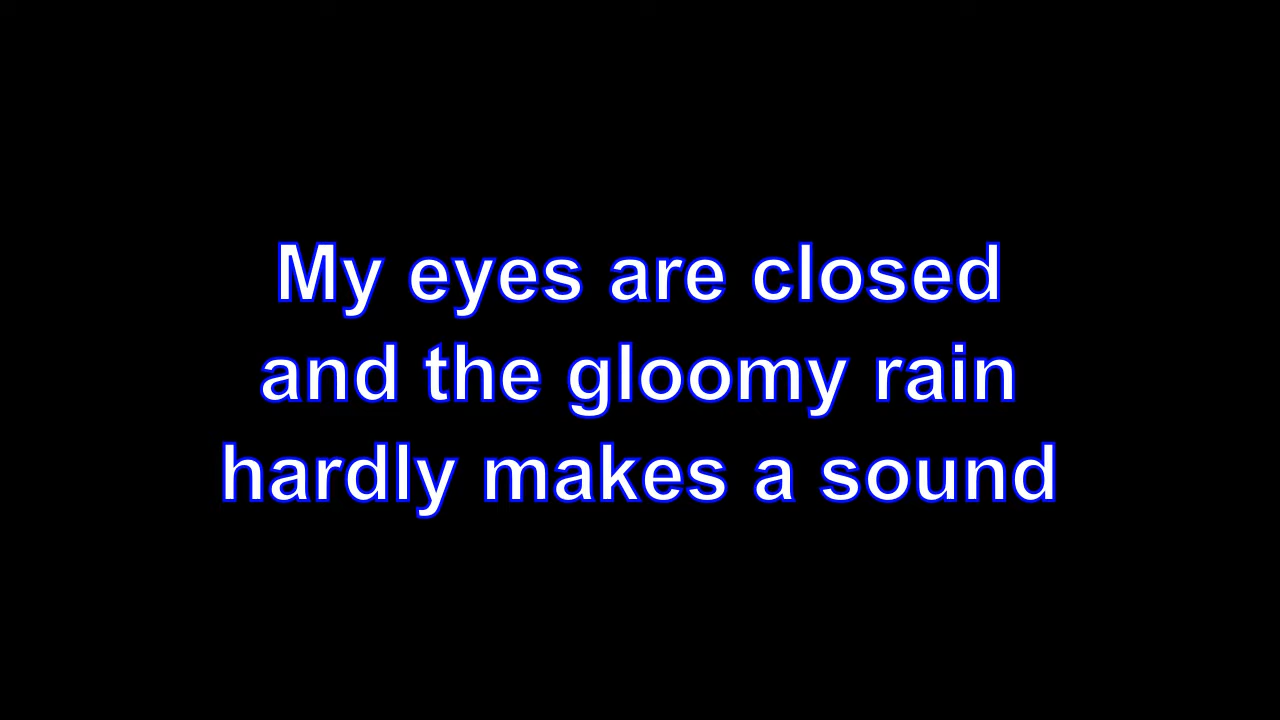 My eyes are closed
and the gloomy rain
hardly makes a sound